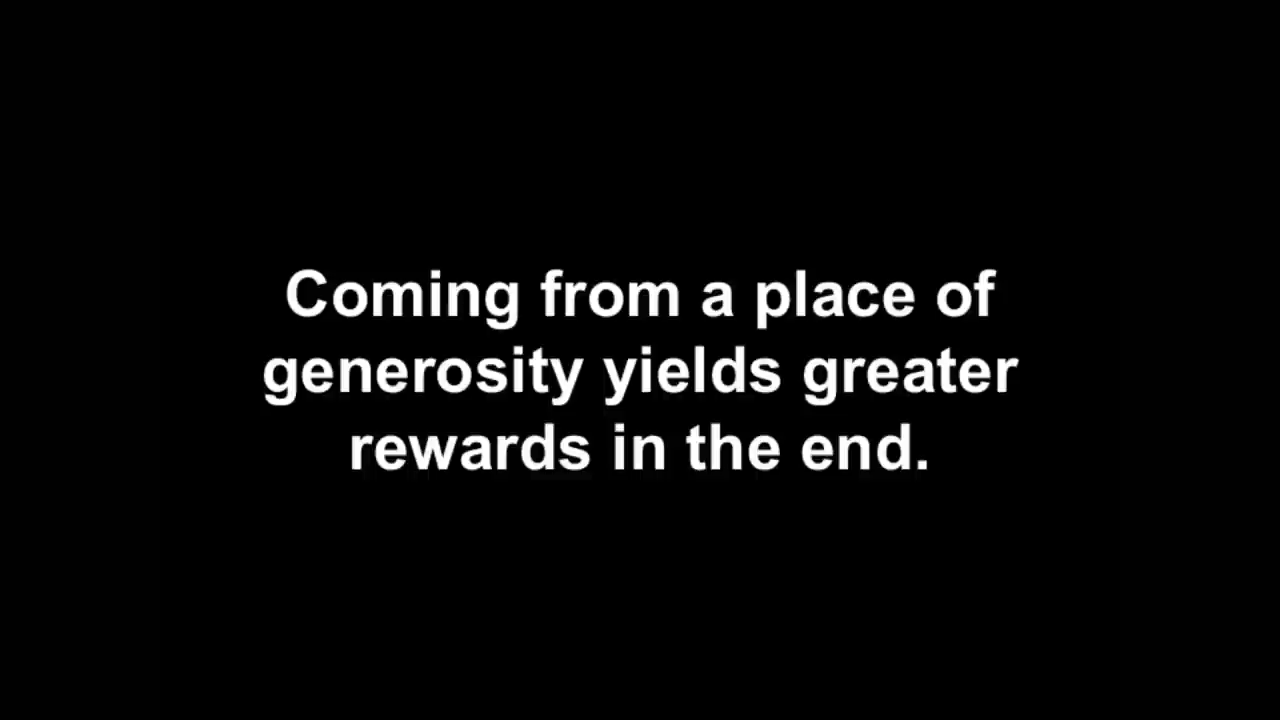 Coming from a place of
generosity yields greater
rewards in the end.